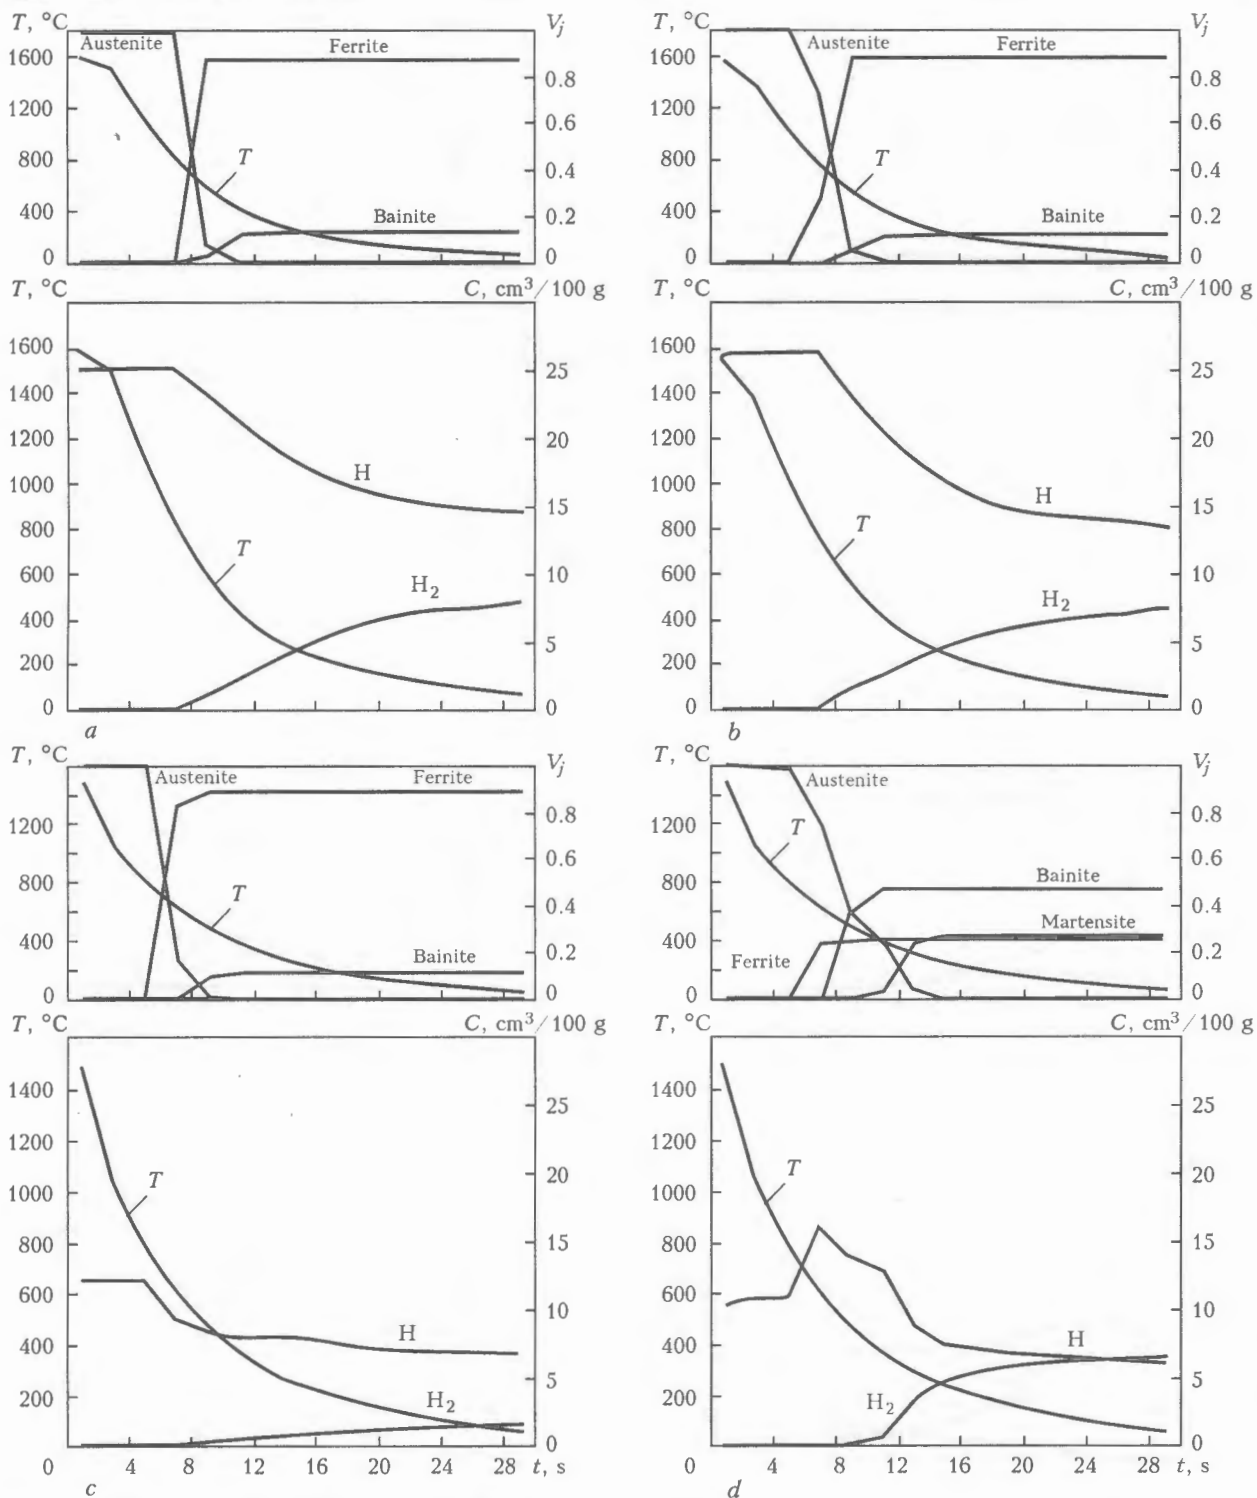 T, °C V_j T, °C V_j
1600 Austenite Ferrite 0.8 1600 Austenite Ferrite 0.8
1200 0.6 1200 0.6
800 T 0.4 800 T 0.4
400 Bainite 0.2 400 Bainite 0.2
0 0 0 0
T, °C C, cm³/100 g T, °C C, cm³/100 g
1600 25 1600 25
1400 1400
1200 20 1200 20
1000 H 15 1000 H 15
800 T 800 T
600 H₂ 10 600 H₂ 10
400 5 400 5
200 200
0 0 0 0
a b
T, °C V_j T, °C V_j
Austenite Ferrite 0.8 Austenite 0.8
1200 0.6 1200 T 0.6
800 T 0.4 800 Bainite 0.4
400 Bainite 0.2 400 Ferrite Martensite 0.2
0 0 0 0
T, °C C, cm³/100 g T, °C C, cm³/100 g
1400 25 1400 25
1200 T 20 1200 T 20
1000 1000
800 15 800 15
600 10 600 10
400 H 400 H
200 H₂ 5 200 H₂ 5
0 0
0 4 8 12 16 20 24 28 t, s 0 4 8 12 16 20 24 28 t, s
c d